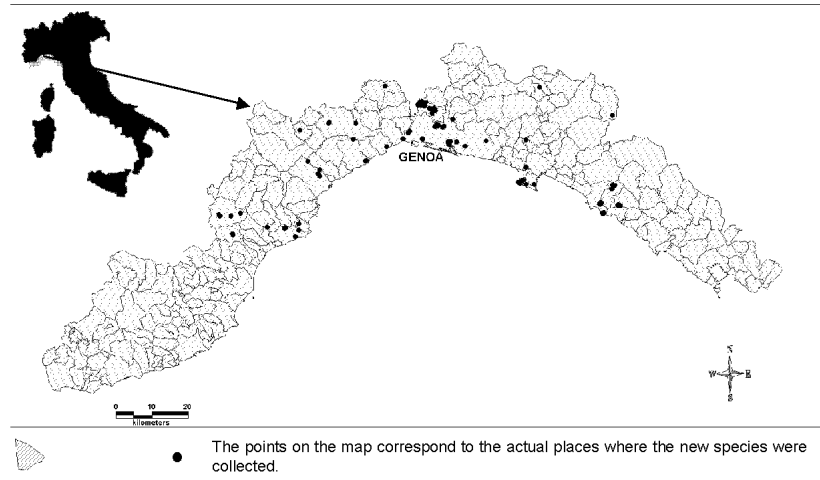 GENOA
N
W E
S
0 10 20
kilometers
The points on the map correspond to the actual places where the new species were
collected.